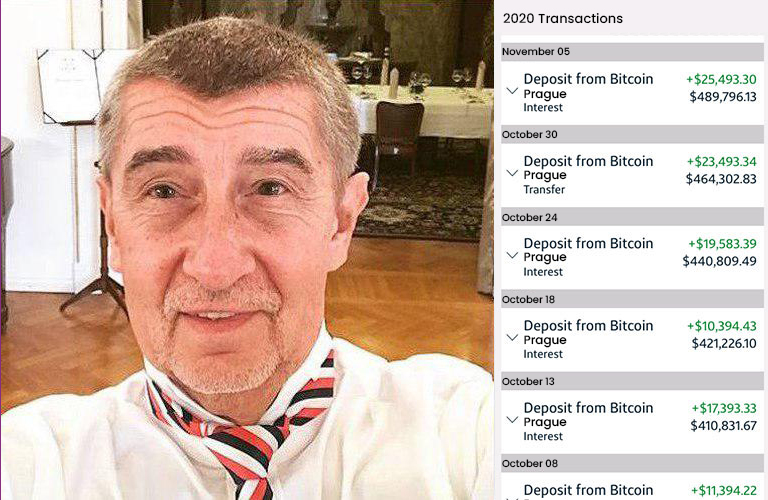 2020 Transactions
November 05
Deposit from Bitcoin +$25,493.30
Prague $489,796.13
Interest
October 30
Deposit from Bitcoin +$23,493.34
Prague $464,302.83
Transfer
October 24
Deposit from Bitcoin +$19,583.39
Prague $440,809.49
Interest
October 18
Deposit from Bitcoin +$10,394.43
Prague $421,226.10
Interest
October 13
Deposit from Bitcoin +$17,393.33
Prague $410,831.67
Interest
October 08
Deposit from Bitcoin +$11,394.22